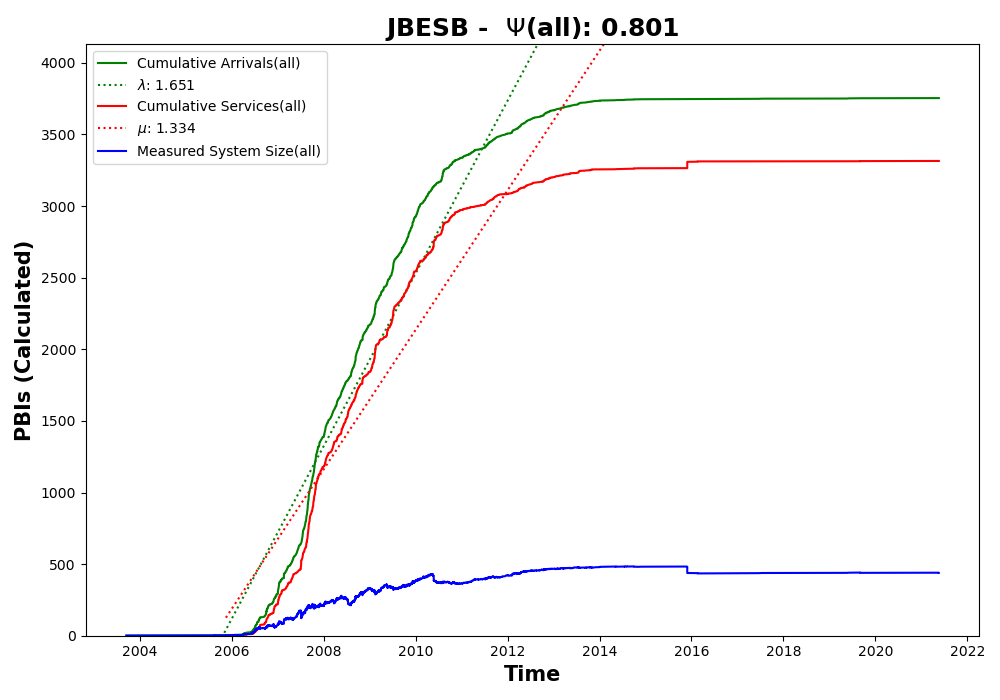 JBESB - Ψ(all): 0.801
Cumulative Arrivals(all)
λ: 1.651
Cumulative Services(all)
μ: 1.334
Measured System Size(all)
PBIs (Calculated)
4000
3500
3000
2500
2000
1500
1000
500
0
2004 2006 2008 2010 2012 2014 2016 2018 2020 2022
Time